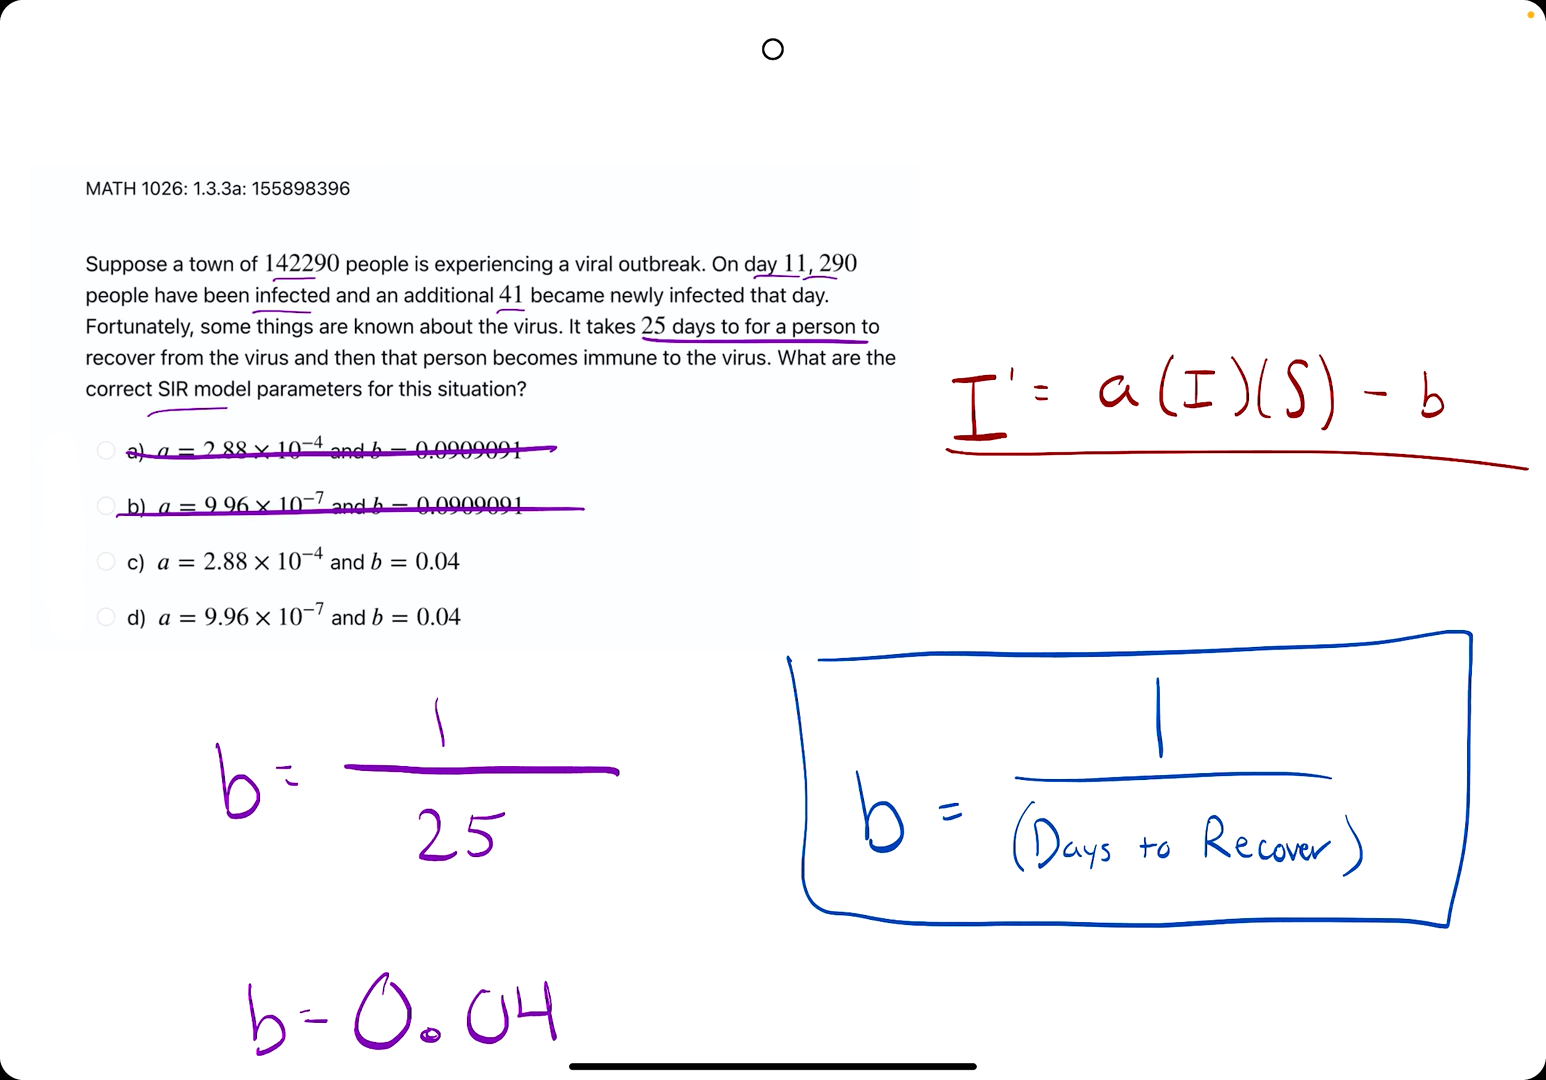 MATH 1026: 1.3.3a: 155898396
Suppose a town of 142290 people is experiencing a viral outbreak. On day 11, 290
people have been infected and an additional 41 became newly infected that day.
Fortunately, some things are known about the virus. It takes 25 days to for a person to
recover from the virus and then that person becomes immune to the virus. What are the
correct SIR model parameters for this situation?
a) a = 2.88 × 10⁻⁴ and b = 0.0909091
b) a = 9.96 × 10⁻⁷ and b = 0.0909091
c) a = 2.88 × 10⁻⁴ and b = 0.04
d) a = 9.96 × 10⁻⁷ and b = 0.04
I' = a(I)(S) - b
b = 1
25
b = 0.04
b = 1
(Days to Recover)